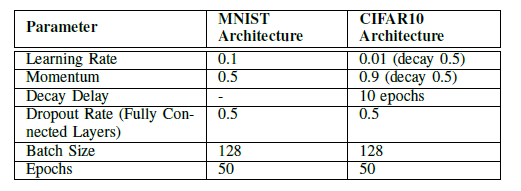 Parameter MNIST Architecture CIFAR10 Architecture
Learning Rate 0.1 0.01 (decay 0.5)
Momentum 0.5 0.9 (decay 0.5)
Decay Delay - 10 epochs
Dropout Rate (Fully Con- 0.5 0.5
nected Layers)
Batch Size 128 128
Epochs 50 50